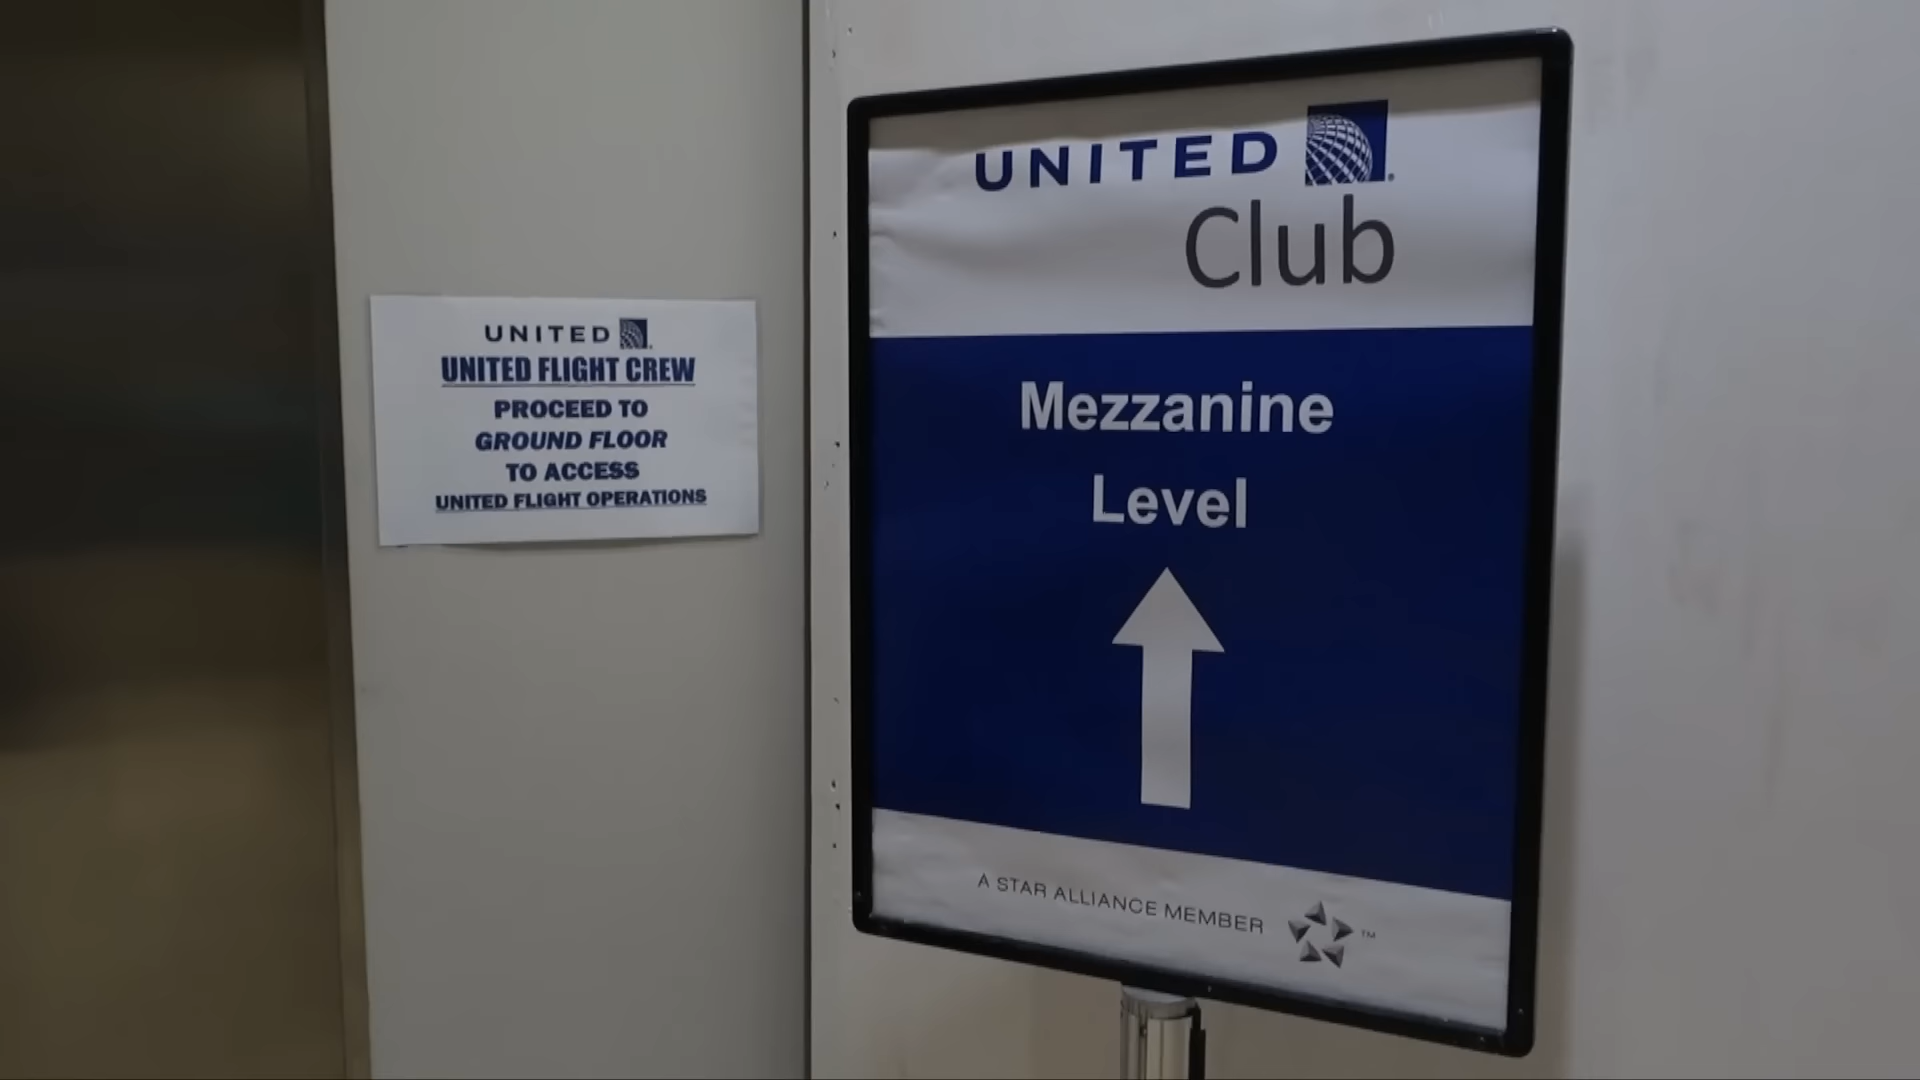 UNITED
UNITED FLIGHT CREW
PROCEED TO
GROUND FLOOR
TO ACCESS
UNITED FLIGHT OPERATIONS
UNITED
Club
Mezzanine
Level
A STAR ALLIANCE MEMBER ™